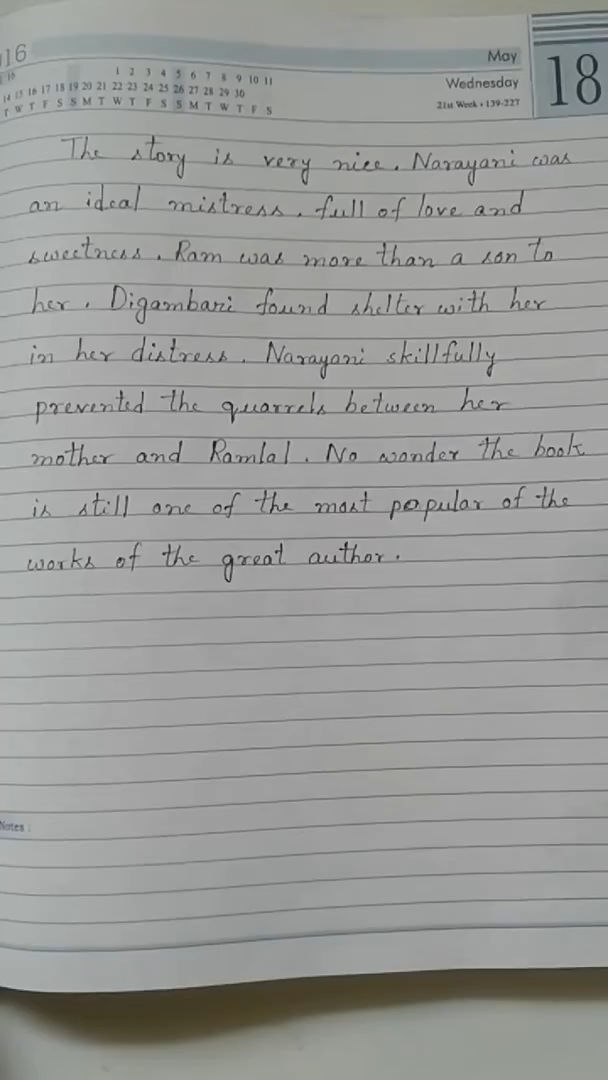 16
May
18
1 2 3 4 5 6 7 8 9 10 11
Wednesday
14 15 16 17 18 19 20 21 22 23 24 25 26 27 28 29 30
T W T F S S M T W T F S S M T W T F S
21st Week • 139-227
The story is very nice. Narayani was
an ideal mistress, full of love and
sweetness. Ram was more than a son to
her. Digambari found shelter with her
in her distress. Narayani skillfully
prevented the quarrels between her
mother and Ramlal. No wonder the book
is still one of the most popular of the
works of the great author.
Notes :